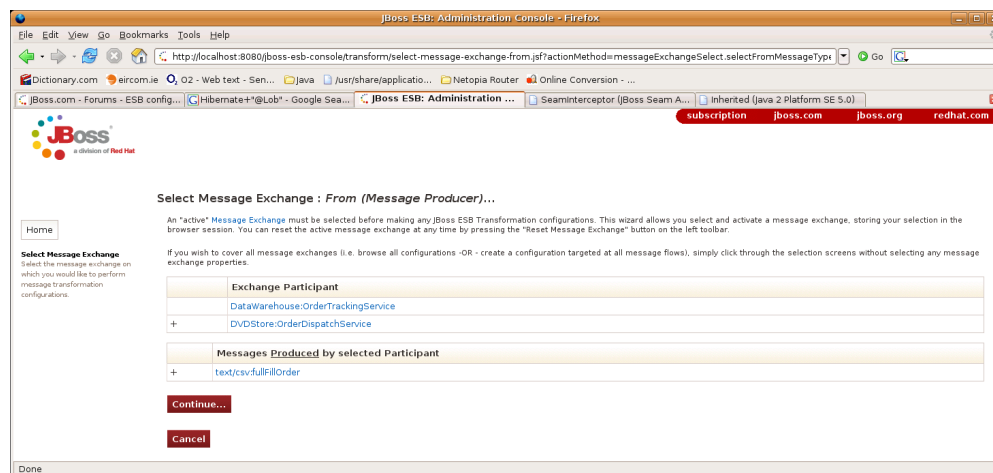 JBoss ESB: Administration Console - Firefox
File Edit View Go Bookmarks Tools Help
http://localhost:8080/jboss-esb-console/transform/select-message-exchange-from.jsf?actionMethod=messageExchangeSelect.selectFromMessageType
Go
Dictionary.com eircom.ie O2 - Web text - Sen... Java /usr/share/applicatio... Netopia Router Online Conversion - ...
JBoss.com - Forums - ESB config... Hibernate+"@Lob" - Google Sea... JBoss ESB: Administration ... SeamInterceptor (JBoss Seam A... Inherited (Java 2 Platform SE 5.0)
subscription jboss.com jboss.org redhat.com
JBoss
a division of Red Hat
Select Message Exchange : From (Message Producer)...
An "active" Message Exchange must be selected before making any JBoss ESB Transformation configurations. This wizard allows you select and activate a message exchange, storing your selection in the
browser session. You can reset the active message exchange at any time by pressing the "Reset Message Exchange" button on the left toolbar.
Home
Select Message Exchange
Select the message exchange on
which you would like to perform
message transformation
configurations.
If you wish to cover all message exchanges (i.e. browse all configurations -OR - create a configuration targeted at all message flows), simply click through the selection screens without selecting any message
exchange properties.
Exchange Participant
DataWarehouse:OrderTrackingService
+ DVDStore:OrderDispatchService
Messages Produced by selected Participant
+ text/csv:fullFillOrder
Continue...
Cancel
Done